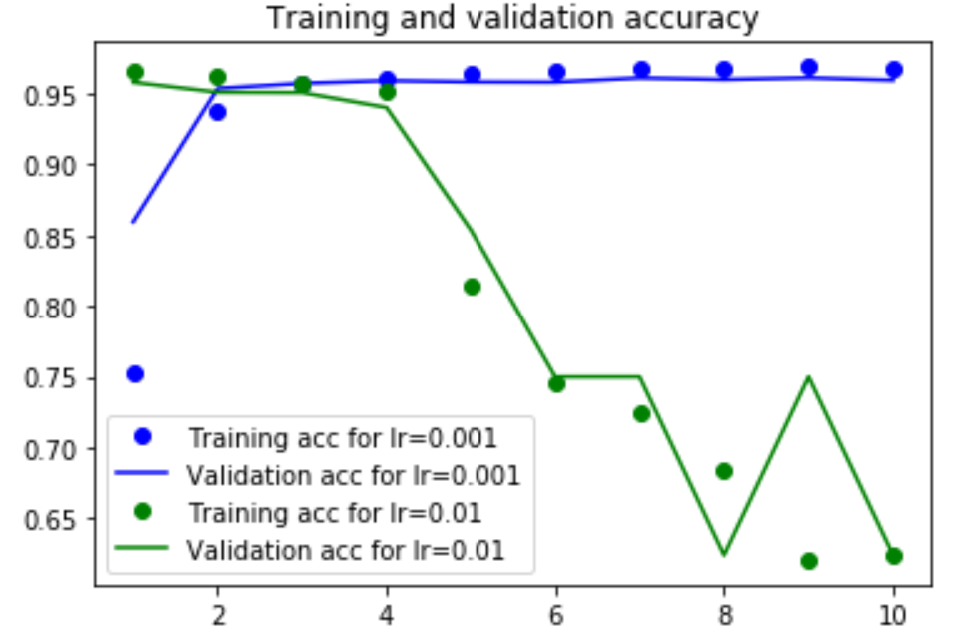 Training and validation accuracy
0.95
0.90
0.85
0.80
0.75
0.70
0.65
Training acc for lr=0.001
Validation acc for lr=0.001
Training acc for lr=0.01
Validation acc for lr=0.01
2 4 6 8 10